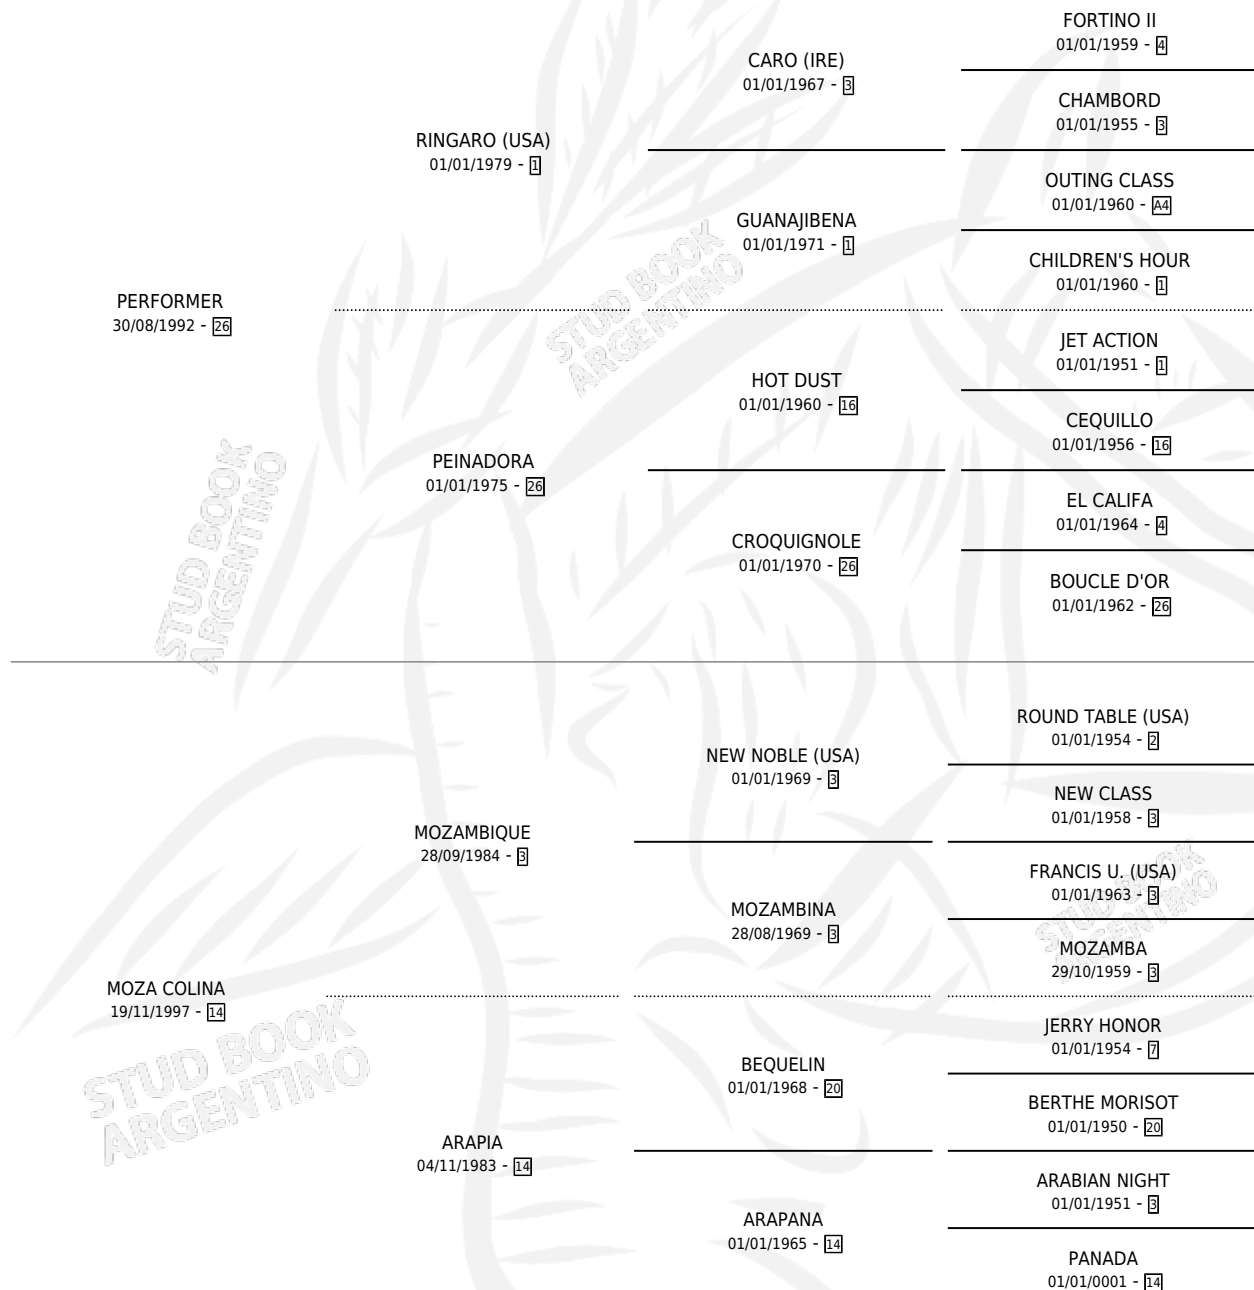 FORTINO II
01/01/1959 - 4
CARO (IRE)
01/01/1967 - 3
CHAMBORD
01/01/1955 - 3
RINGARO (USA)
01/01/1979 - 1
OUTING CLASS
01/01/1960 - A4
GUANAJIBENA
01/01/1971 - 1
CHILDREN'S HOUR
01/01/1960 - 1
PERFORMER
30/08/1992 - 26
JET ACTION
01/01/1951 - 1
HOT DUST
01/01/1960 - 16
CEQUILLO
01/01/1956 - 16
PEINADORA
01/01/1975 - 26
EL CALIFA
01/01/1964 - 4
CROQUIGNOLE
01/01/1970 - 26
BOUCLE D'OR
01/01/1962 - 26
STUD BOOK
ARGENTINO
STUD BOOK
ARGENTINO
ROUND TABLE (USA)
01/01/1954 - 2
NEW NOBLE (USA)
01/01/1969 - 3
NEW CLASS
01/01/1958 - 3
MOZAMBIQUE
28/09/1984 - 3
FRANCIS U. (USA)
01/01/1963 - 3
MOZAMBINA
28/08/1969 - 3
MOZAMBA
29/10/1959 - 3
MOZA COLINA
19/11/1997 - 14
JERRY HONOR
01/01/1954 - 7
BEQUELIN
01/01/1968 - 20
BERTHE MORISOT
01/01/1950 - 20
ARAPIA
04/11/1983 - 14
ARABIAN NIGHT
01/01/1951 - 3
ARAPANA
01/01/1965 - 14
PANADA
01/01/0001 - 14
STUD BOOK
ARGENTINO
STUD BOOK
ARGENTINO